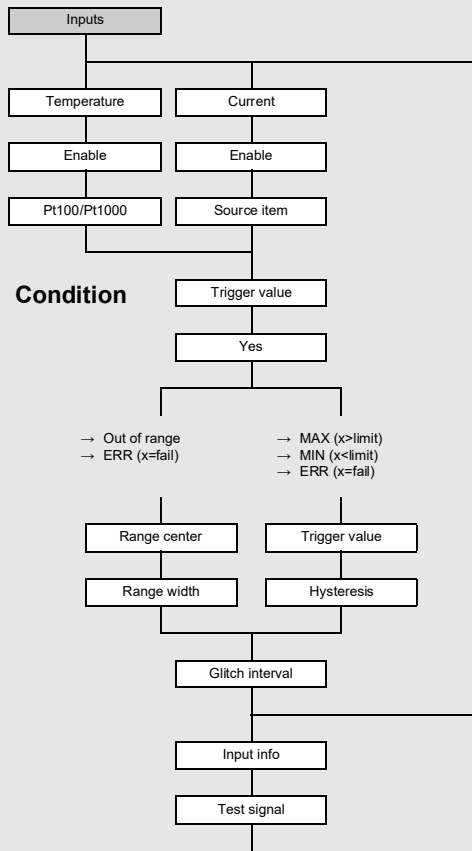 Inputs
Temperature
Current
Enable
Enable
Pt100/Pt1000
Source item
Condition
Trigger value
Yes
→ Out of range
→ ERR (x=fail)
→ MAX (x>limit)
→ MIN (x<limit)
→ ERR (x=fail)
Range center
Trigger value
Range width
Hysteresis
Glitch interval
Input info
Test signal